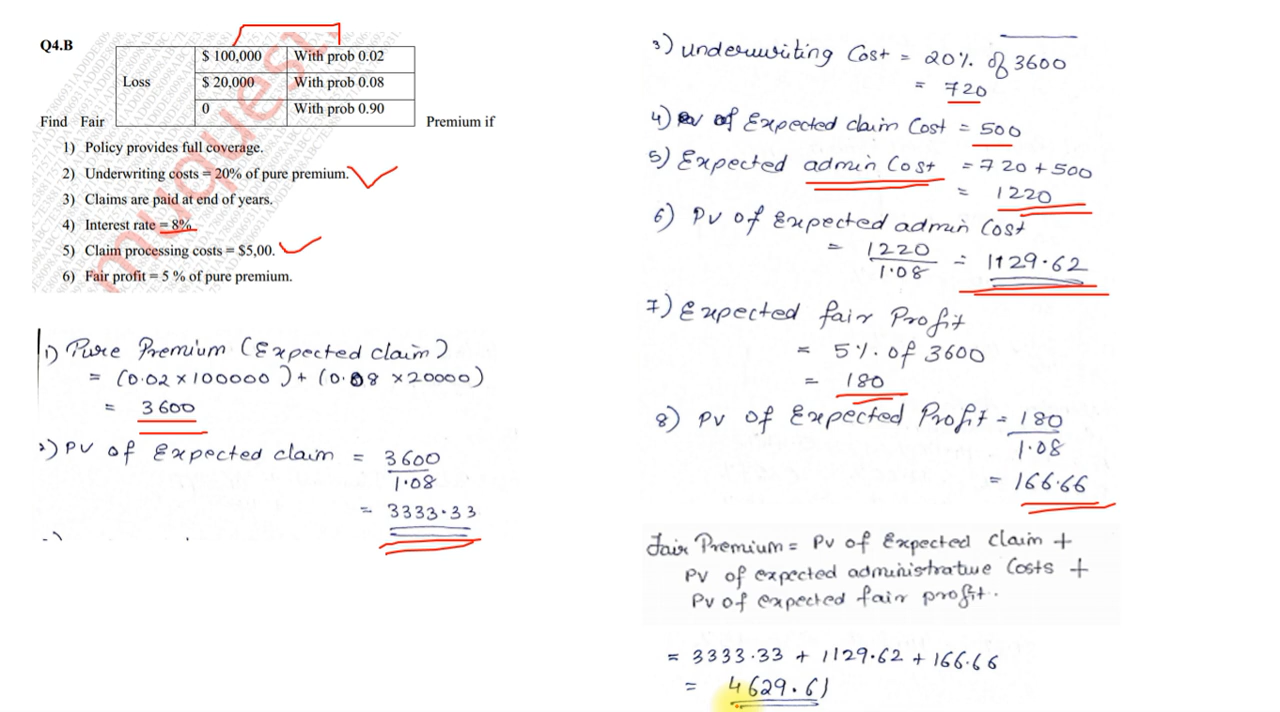 Q4.B
Loss
$ 100,000 With prob 0.02
$ 20,000 With prob 0.08
0 With prob 0.90
Find Fair Premium if
1) Policy provides full coverage.
2) Underwriting costs = 20% of pure premium.
3) Claims are paid at end of years.
4) Interest rate = 8%
5) Claim processing costs = $5,00.
6) Fair profit = 5 % of pure premium.
1) Pure Premium (Expected claim)
= (0.02 x 100000 ) + (0.08 x 20000)
= 3600
2) PV of Expected claim = 3600
1.08
= 3333.33
3) Underwriting Cost = 20% of 3600
= 720
4) of Expected claim Cost = 500
5) Expected admin Cost = 720 + 500
= 1220
6) PV of Expected admin Cost
= 1220
1.08
= 1129.62
7) Expected fair Profit
= 5% of 3600
= 180
8) PV of Expected Profit = 180
1.08
= 166.66
Fair Premium = PV of Expected Claim +
PV of expected administrative Costs +
PV of expected fair profit.
= 3333.33 + 1129.62 + 166.66
= 4629.61